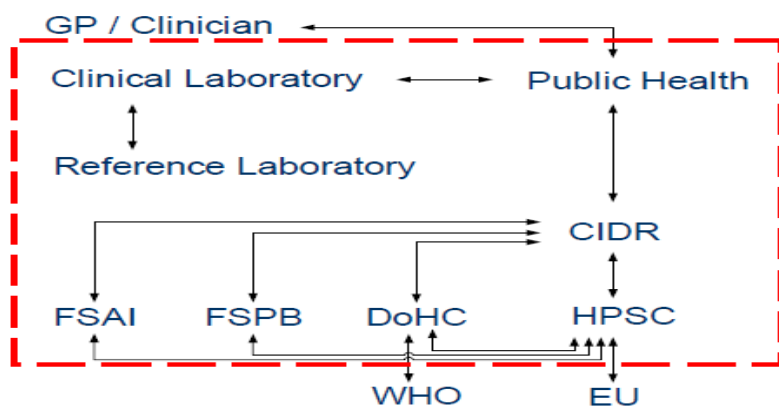 GP / Clinician
Clinical Laboratory
Public Health
Reference Laboratory
CIDR
FSAI
FSPB
DoHC
HPSC
WHO
EU